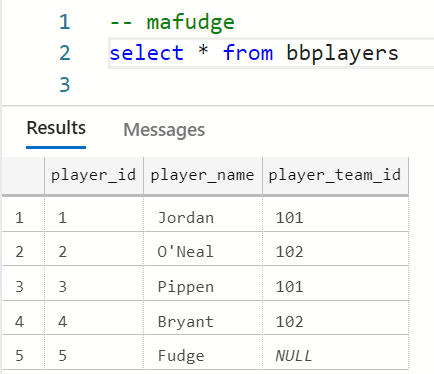 1 -- mafudge
2 select * from bbplayers
3
Results Messages
player_id player_name player_team_id
1 1 Jordan 101
2 2 O'Neal 102
3 3 Pippen 101
4 4 Bryant 102
5 5 Fudge NULL